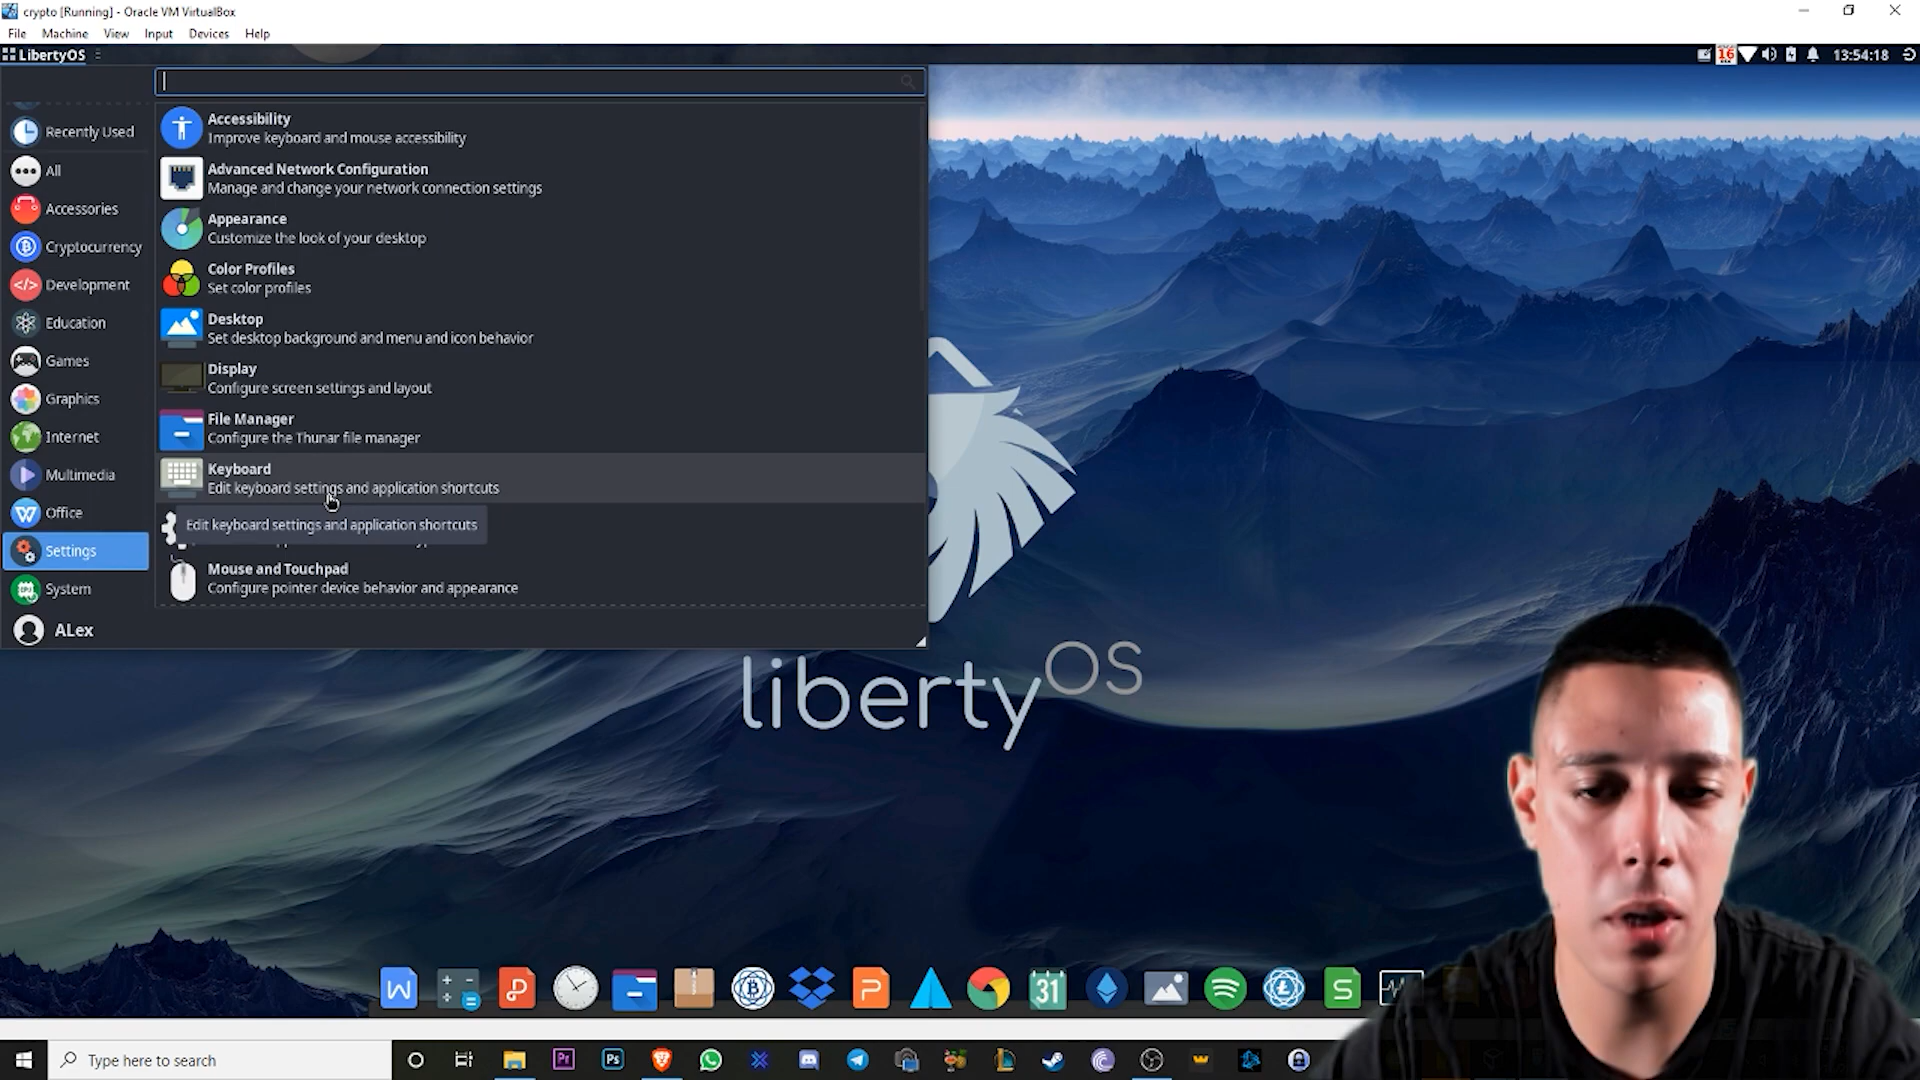 crypto [Running] - Oracle VM VirtualBox
File Machine View Input Devices Help
LibertyOS
16
13:54:18
Recently Used
All
Accessories
Cryptocurrency
Development
Education
Games
Graphics
Internet
Multimedia
Office
Settings
System
ALex
Accessibility
Improve keyboard and mouse accessibility
Advanced Network Configuration
Manage and change your network connection settings
Appearance
Customize the look of your desktop
Color Profiles
Set color profiles
Desktop
Set desktop background and menu and icon behavior
Display
Configure screen settings and layout
File Manager
Configure the Thunar file manager
Keyboard
Edit keyboard settings and application shortcuts
Edit keyboard settings and application shortcuts
Mouse and Touchpad
Configure pointer device behavior and appearance
libertyOS
31
Type here to search
Pr
Ps